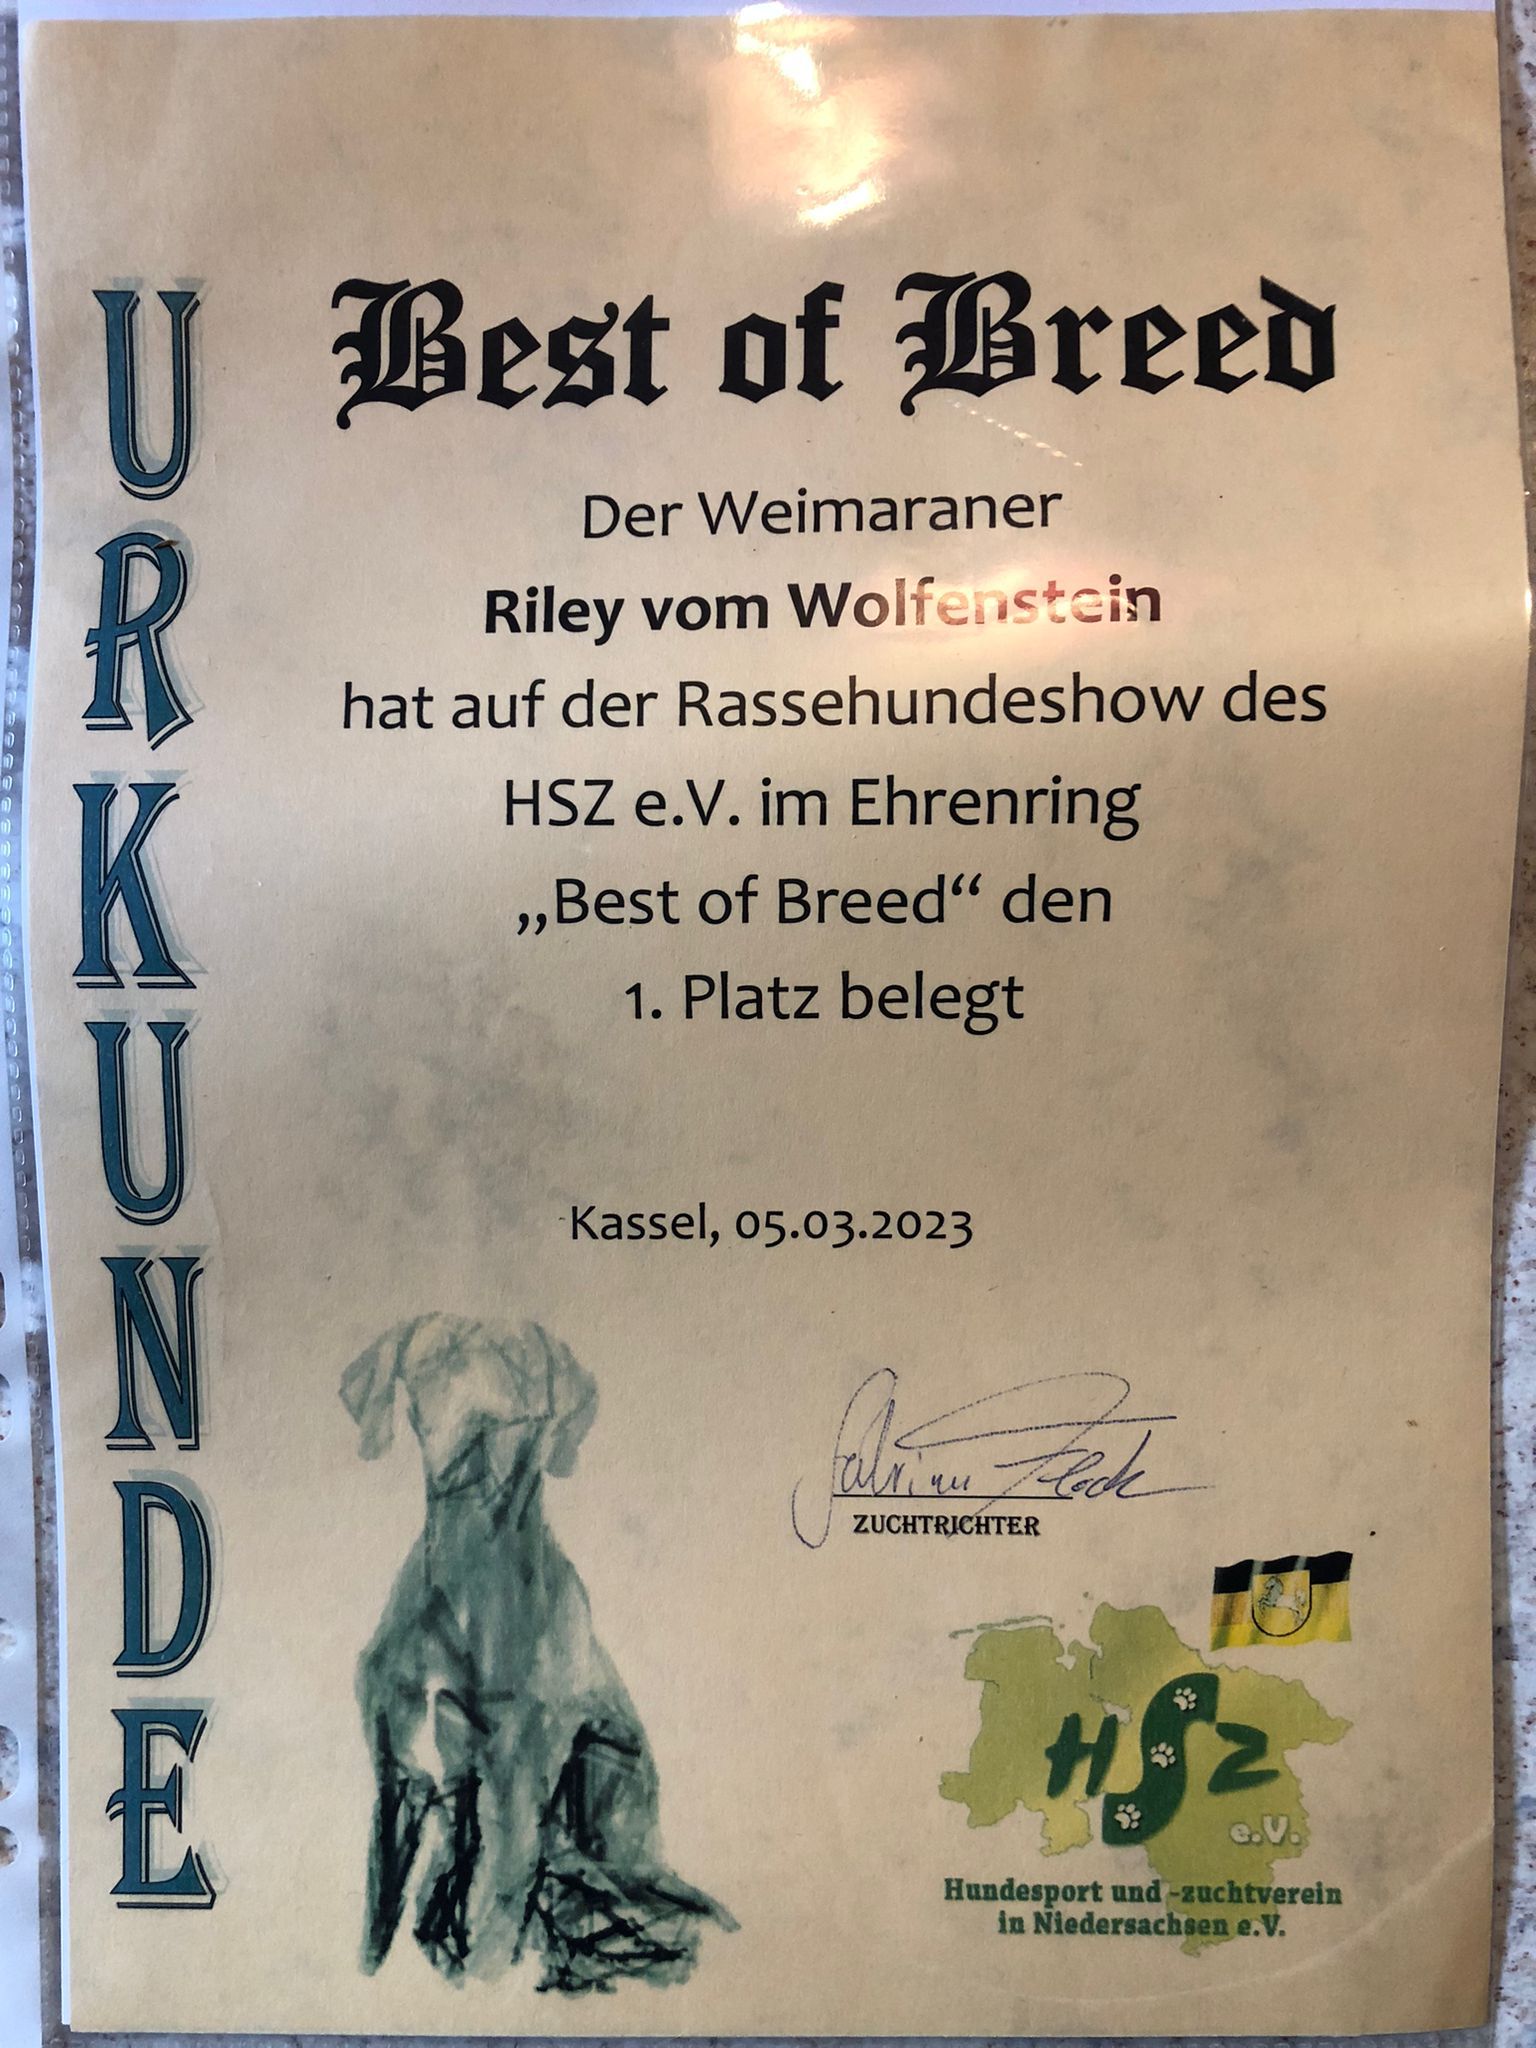 URKUNDE
Best of Breed
Der Weimaraner
Riley vom Wolfenstein
hat auf der Rassehundeshow des
HSZ e.V. im Ehrenring
„Best of Breed“ den
1. Platz belegt
Kassel, 05.03.2023
ZUCHTRICHTER
HSZ
e.V.
Hundesport und -zuchtverein
in Niedersachsen e.V.